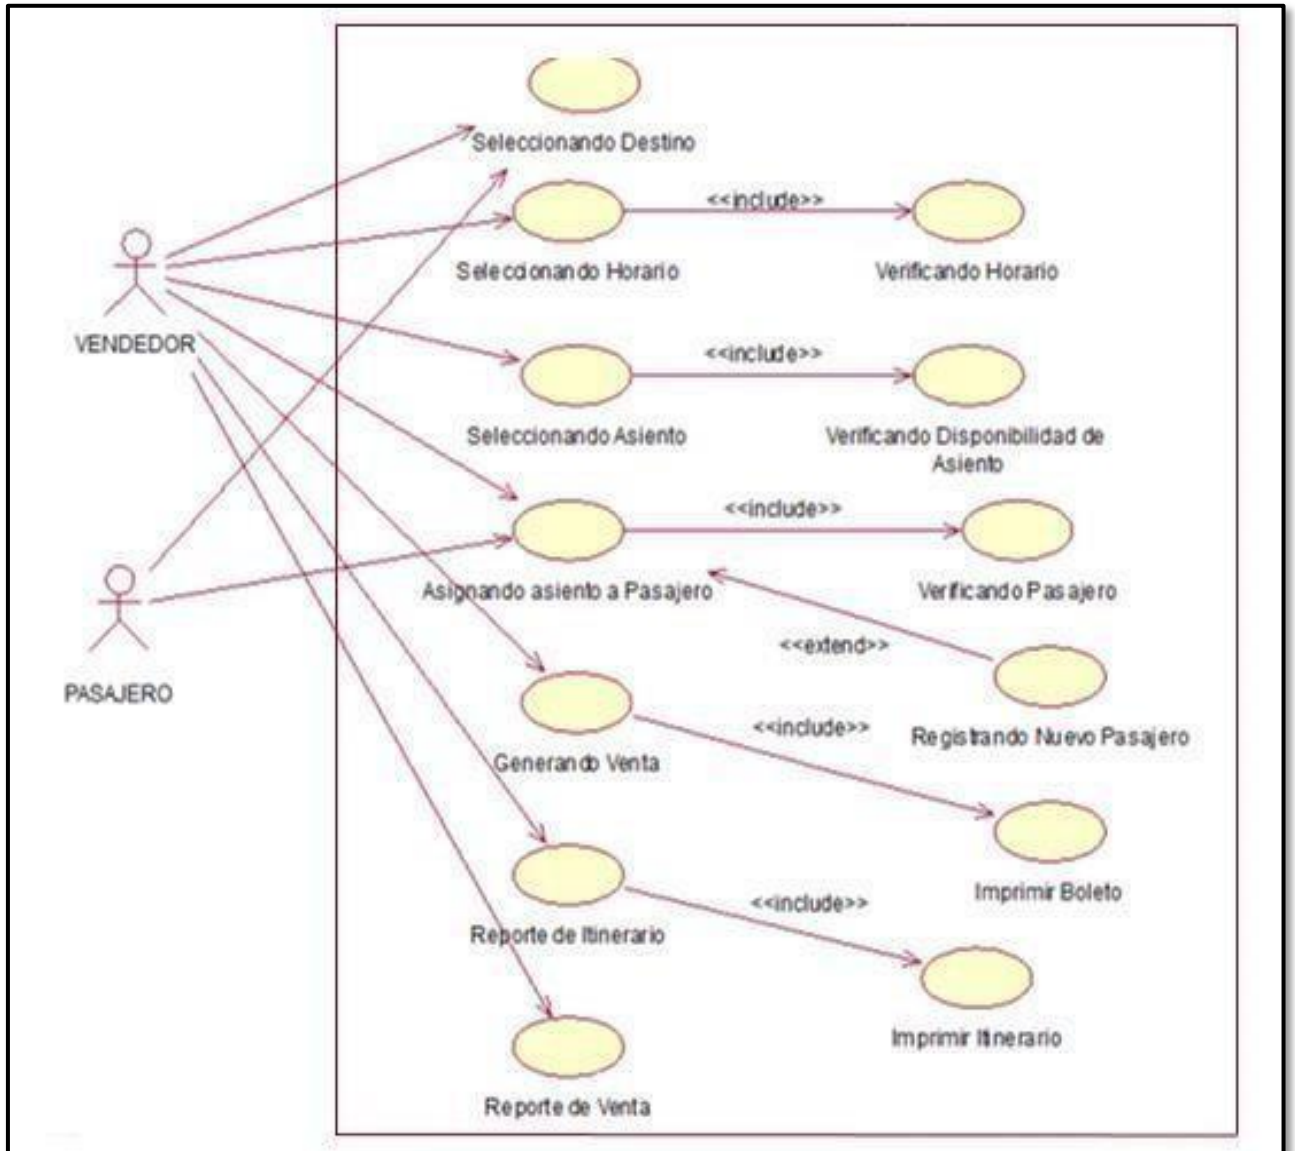 Seleccionando Destino
<<include>>
Seleccionando Horario
Verificando Horario
VENDEDOR
<<include>>
Seleccionando Asiento
Verificando Disponibilidad de
Asiento
<<include>>
Asignando asiento a Pasajero
Verificando Pasajero
<<extend>>
PASAJERO
Registrando Nuevo Pasajero
<<include>>
Generando Venta
Imprimir Boleto
<<include>>
Reporte de Itinerario
Imprimir Itinerario
Reporte de Venta